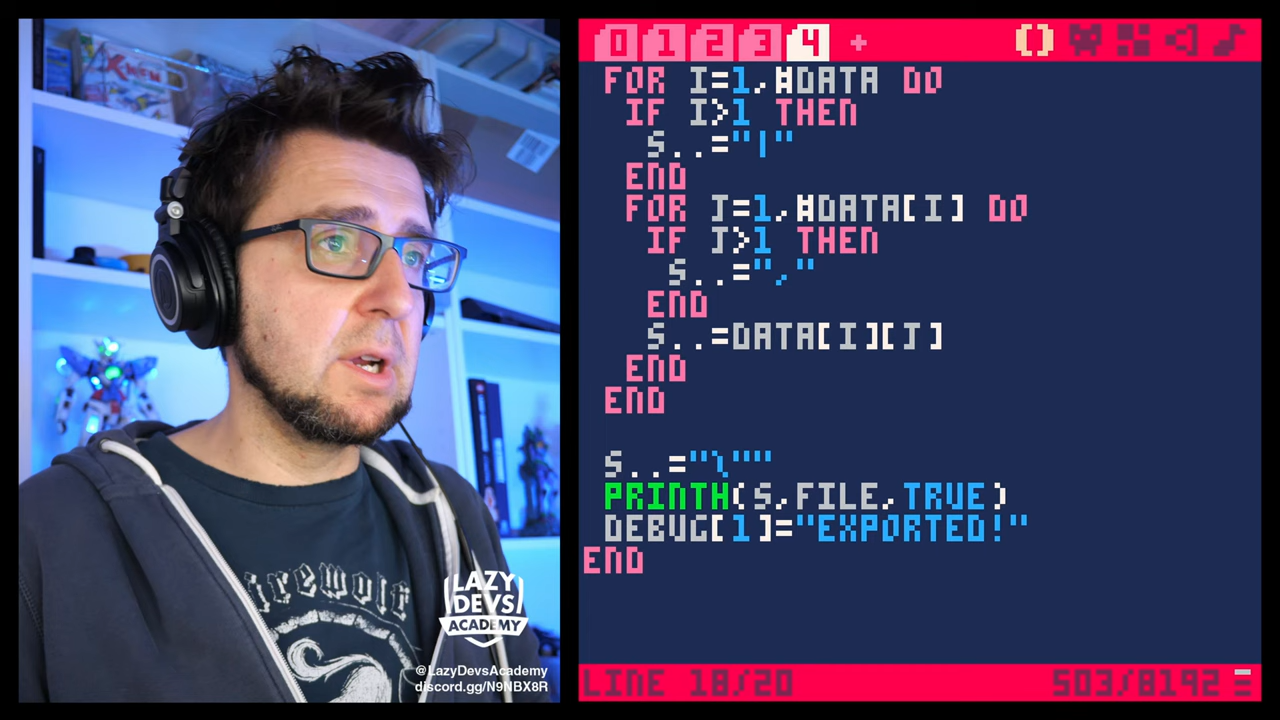 X-MEN
irewolf
LAZY
DEVS
ACADEMY
@LazyDevsAcademy
discord.gg/N9NBX8R
0 1 2 3 4 +
FOR I=1,#DATA DO
IF I>1 THEN
S..="|"
END
FOR J=1,#DATA[I] DO
IF J>1 THEN
S..=","
END
S..=DATA[I][J]
END
END
S..="\""
PRINTH(S,FILE,TRUE)
DEBUG[1]="EXPORTED!"
END
LINE 18/20
503/8192